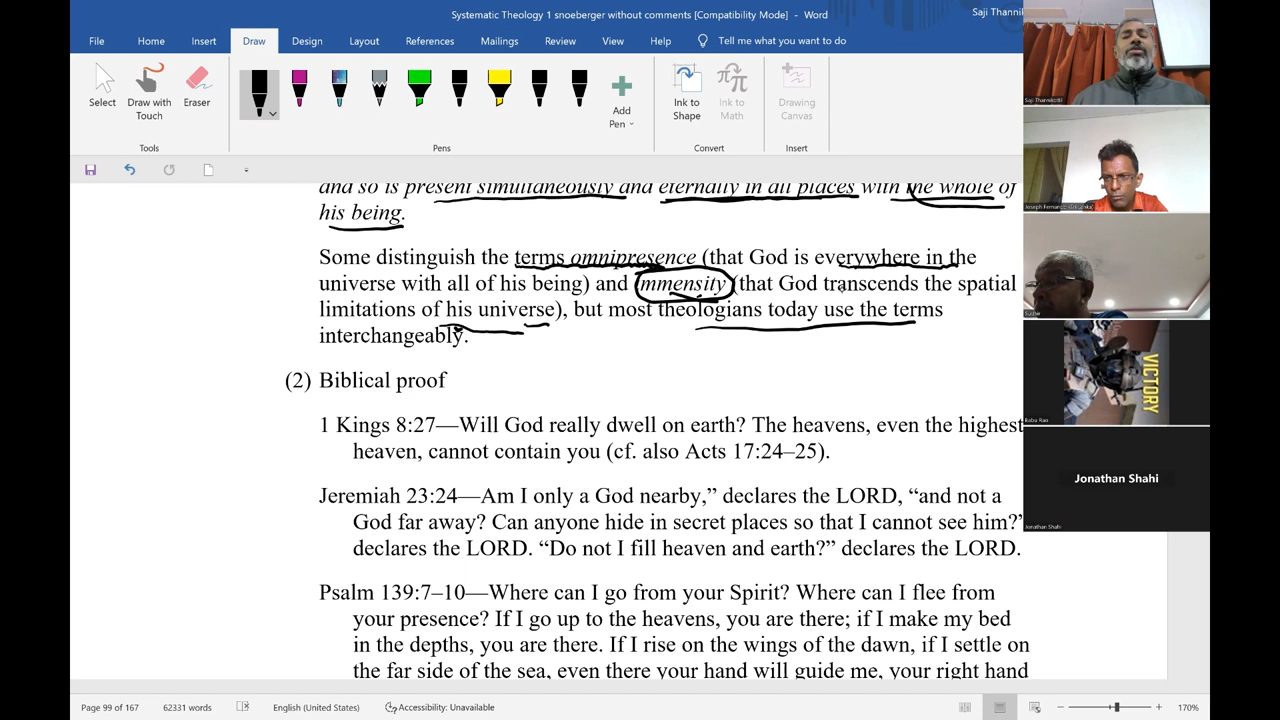 Systematic Theology 1 snoeberger without comments [Compatibility Mode] - Word
Saji Thannik
File Home Insert Draw Design Layout References Mailings Review View Help Tell me what you want to do
Select
Draw with Touch
Eraser
Add Pen
Ink to Shape
Ink to Math
Drawing Canvas
Tools Pens Convert Insert
and so is present simultaneously and eternally in all places with the whole of
his being.
Some distinguish the terms omnipresence (that God is everywhere in the
universe with all of his being) and immensity (that God transcends the spatial
limitations of his universe), but most theologians today use the terms
interchangeably.
(2) Biblical proof
1 Kings 8:27—Will God really dwell on earth? The heavens, even the highest
heaven, cannot contain you (cf. also Acts 17:24–25).
Jeremiah 23:24—Am I only a God nearby,” declares the LORD, “and not a
God far away? Can anyone hide in secret places so that I cannot see him?”
declares the LORD. “Do not I fill heaven and earth?” declares the LORD.
Psalm 139:7–10—Where can I go from your Spirit? Where can I flee from
your presence? If I go up to the heavens, you are there; if I make my bed
in the depths, you are there. If I rise on the wings of the dawn, if I settle on
the far side of the sea, even there your hand will guide me, your right hand
Page 99 of 167 62331 words English (United States) Accessibility: Unavailable 170%
Saji Thannikottil
Joseph Fernando
Sudhir
VICTORY
Babu Rao
Jonathan Shahi
Jonathan Shahi